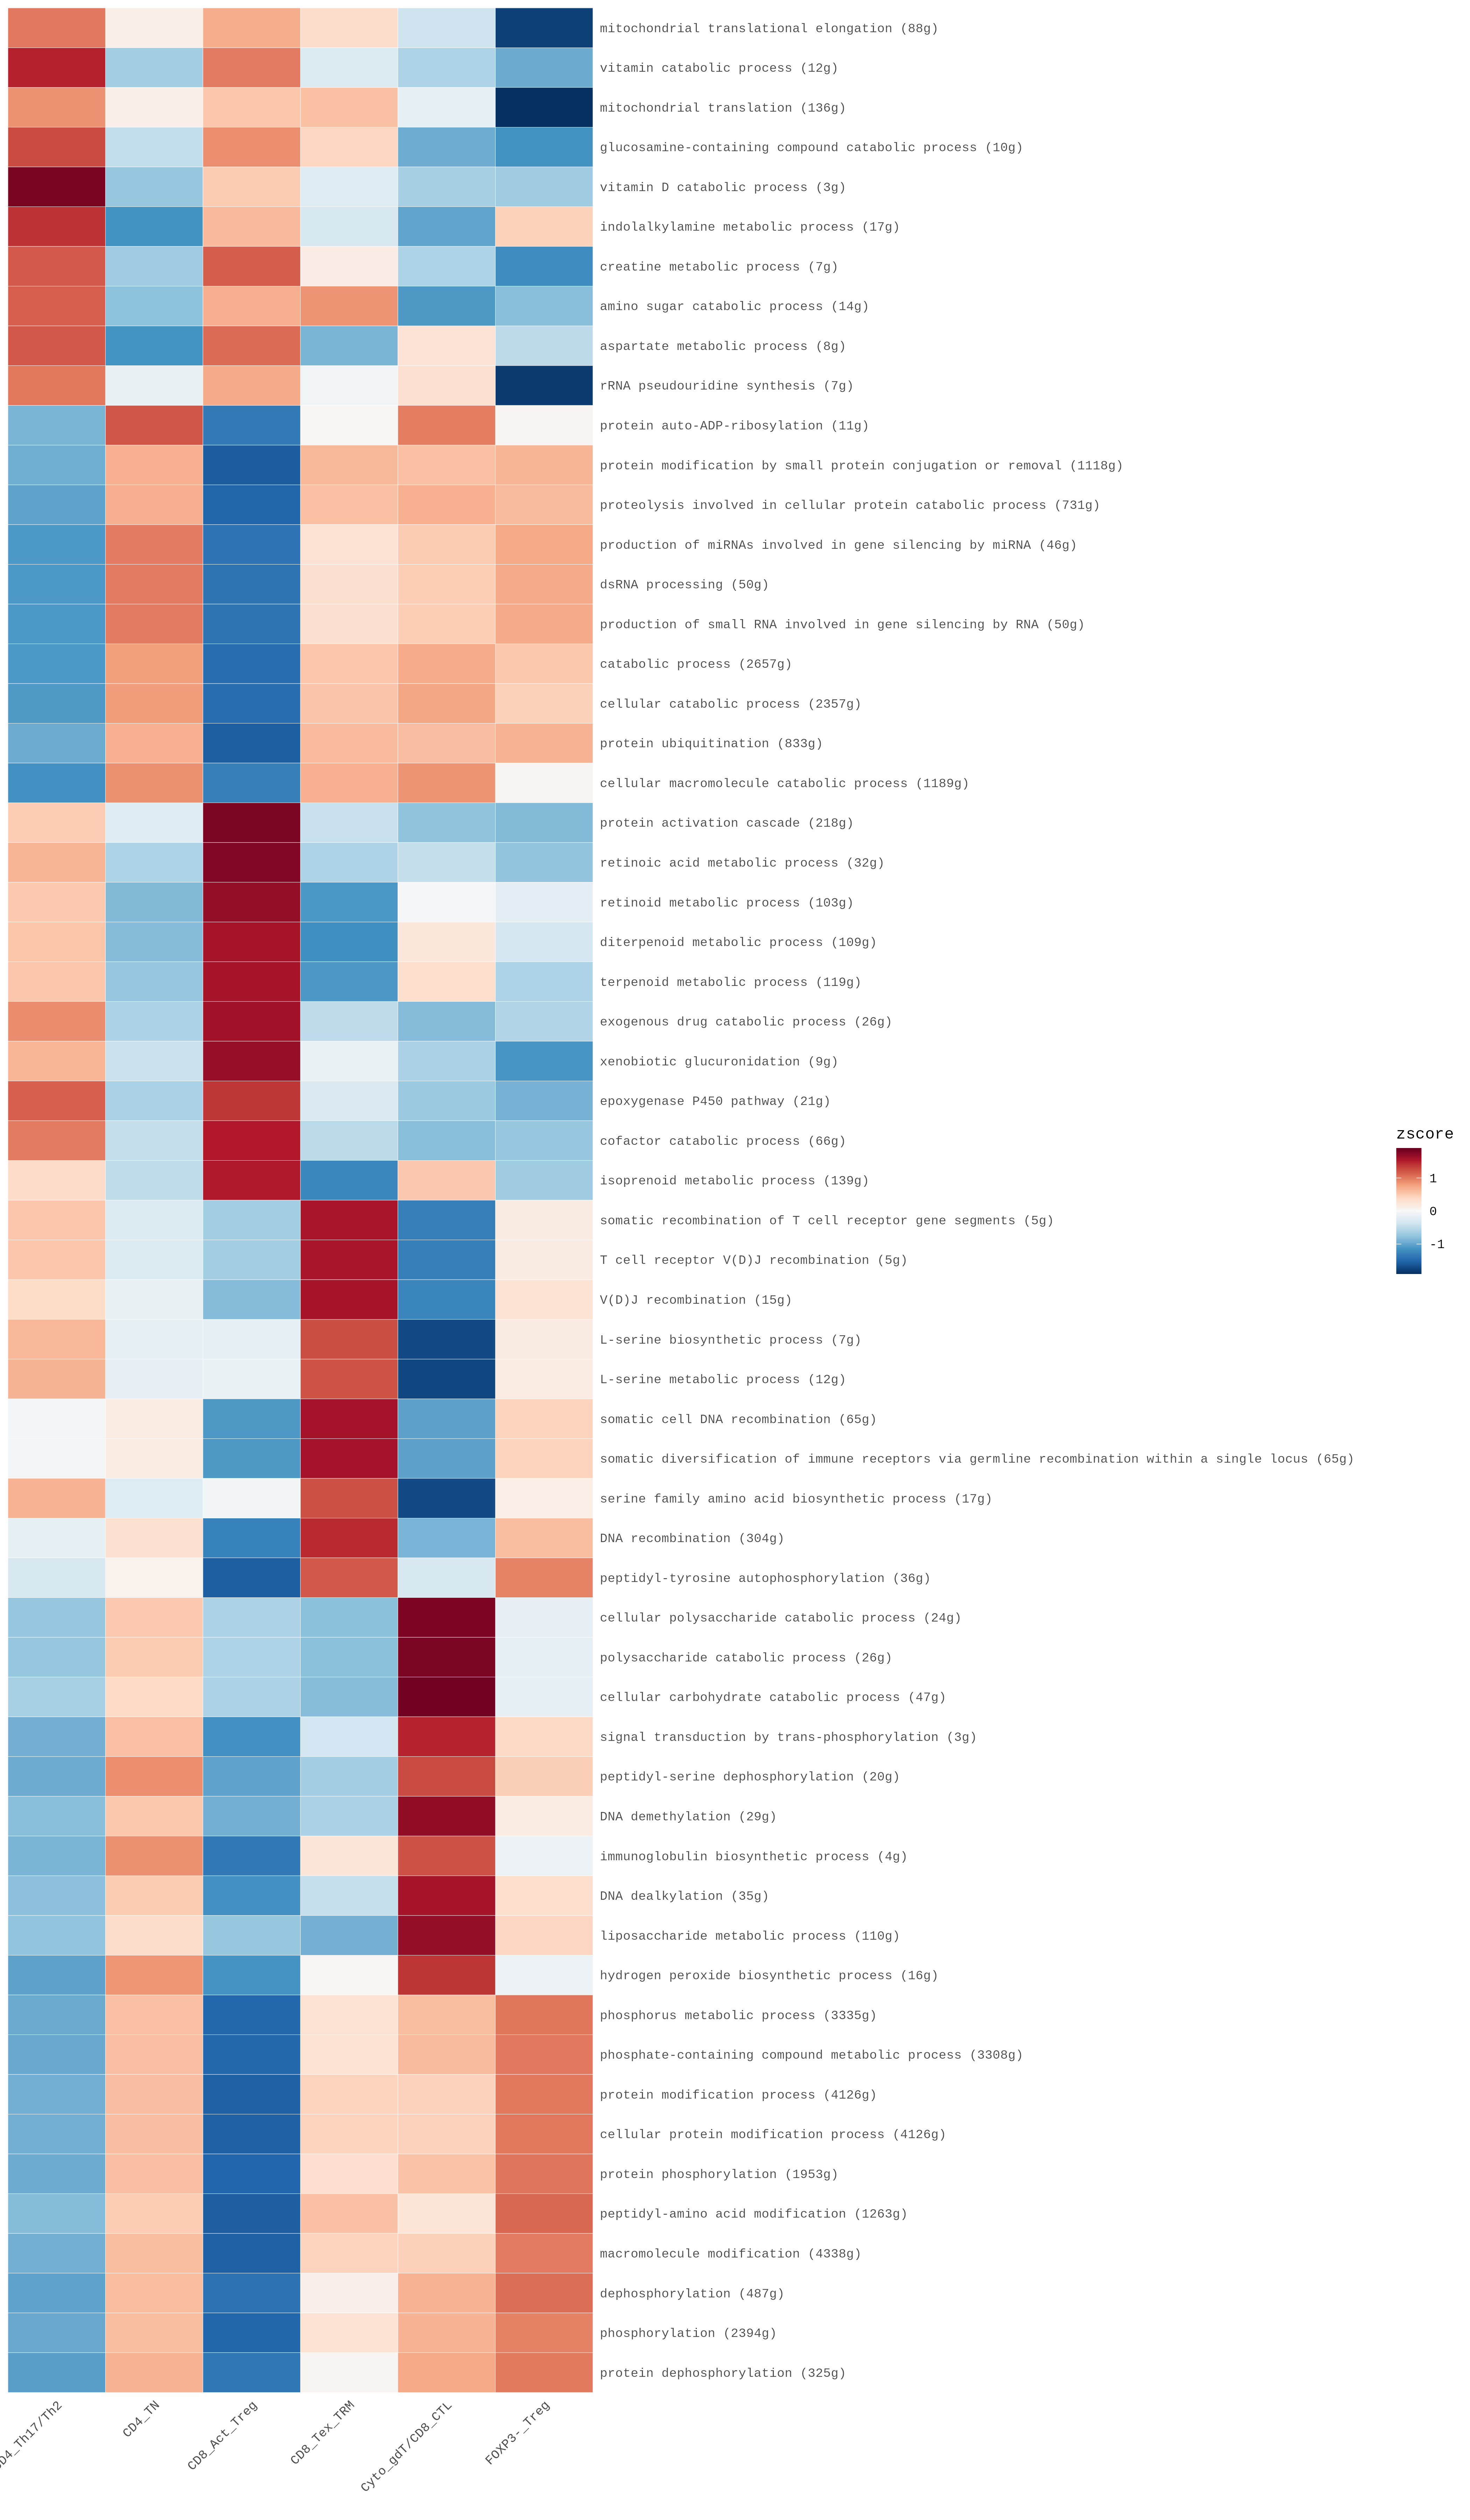 mitochondrial translational elongation (88g)
vitamin catabolic process (12g)
mitochondrial translation (136g)
glucosamine-containing compound catabolic process (10g)
vitamin D catabolic process (3g)
indolalkylamine metabolic process (17g)
creatine metabolic process (7g)
amino sugar catabolic process (14g)
aspartate metabolic process (8g)
rRNA pseudouridine synthesis (7g)
protein auto-ADP-ribosylation (11g)
protein modification by small protein conjugation or removal (1118g)
proteolysis involved in cellular protein catabolic process (731g)
production of miRNAs involved in gene silencing by miRNA (46g)
dsRNA processing (50g)
production of small RNA involved in gene silencing by RNA (50g)
catabolic process (2657g)
cellular catabolic process (2357g)
protein ubiquitination (833g)
cellular macromolecule catabolic process (1189g)
protein activation cascade (218g)
retinoic acid metabolic process (32g)
retinoid metabolic process (103g)
diterpenoid metabolic process (109g)
terpenoid metabolic process (119g)
exogenous drug catabolic process (26g)
xenobiotic glucuronidation (9g)
epoxygenase P450 pathway (21g)
cofactor catabolic process (66g)
isoprenoid metabolic process (139g)
somatic recombination of T cell receptor gene segments (5g)
T cell receptor V(D)J recombination (5g)
V(D)J recombination (15g)
L-serine biosynthetic process (7g)
L-serine metabolic process (12g)
somatic cell DNA recombination (65g)
somatic diversification of immune receptors via germline recombination within a single locus (65g)
serine family amino acid biosynthetic process (17g)
DNA recombination (304g)
peptidyl-tyrosine autophosphorylation (36g)
cellular polysaccharide catabolic process (24g)
polysaccharide catabolic process (26g)
cellular carbohydrate catabolic process (47g)
signal transduction by trans-phosphorylation (3g)
peptidyl-serine dephosphorylation (20g)
DNA demethylation (29g)
immunoglobulin biosynthetic process (4g)
DNA dealkylation (35g)
liposaccharide metabolic process (110g)
hydrogen peroxide biosynthetic process (16g)
phosphorus metabolic process (3335g)
phosphate-containing compound metabolic process (3308g)
protein modification process (4126g)
cellular protein modification process (4126g)
protein phosphorylation (1953g)
peptidyl-amino acid modification (1263g)
macromolecule modification (4338g)
dephosphorylation (487g)
phosphorylation (2394g)
protein dephosphorylation (325g)
D4_Th17/Th2
CD4_TN
CD8_Act_Treg
CD8_Tex_TRM
Cyto_gdT/CD8_CTL
FOXP3-_Treg
zscore
1
0
-1